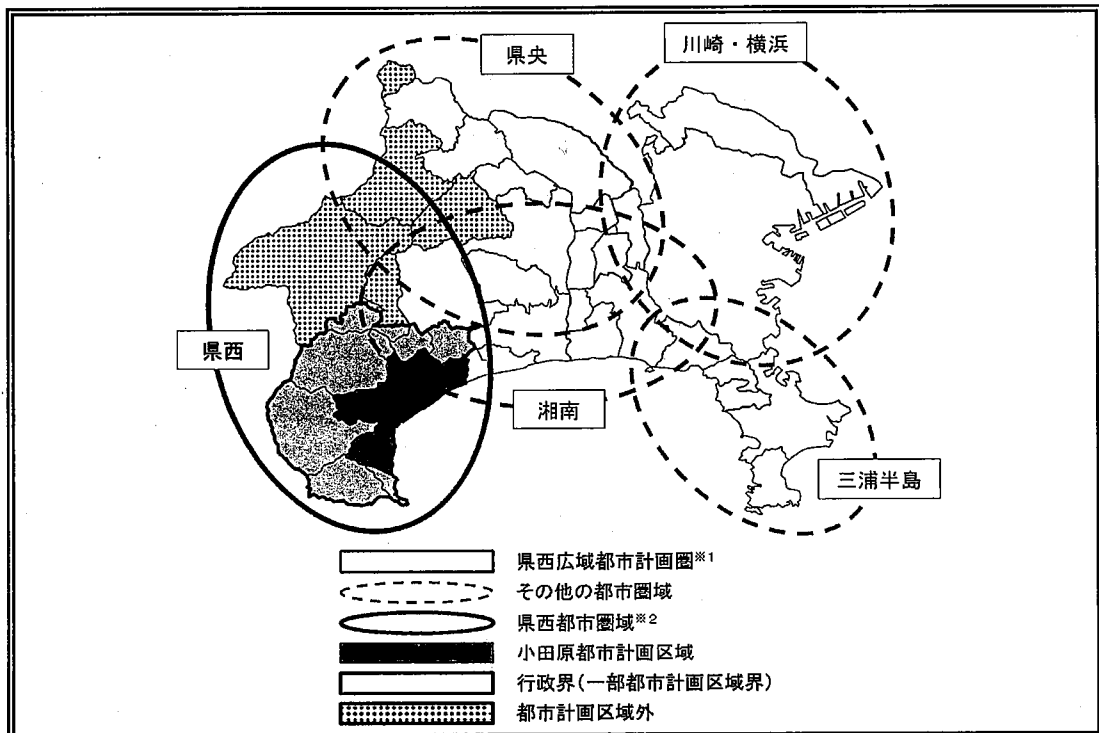 県央
川崎・横浜
県西
湘南
三浦半島
県西広域都市計画圏※1
その他の都市圏域
県西都市圏域※2
小田原都市計画区域
行政界(一部都市計画区域界)
都市計画区域外